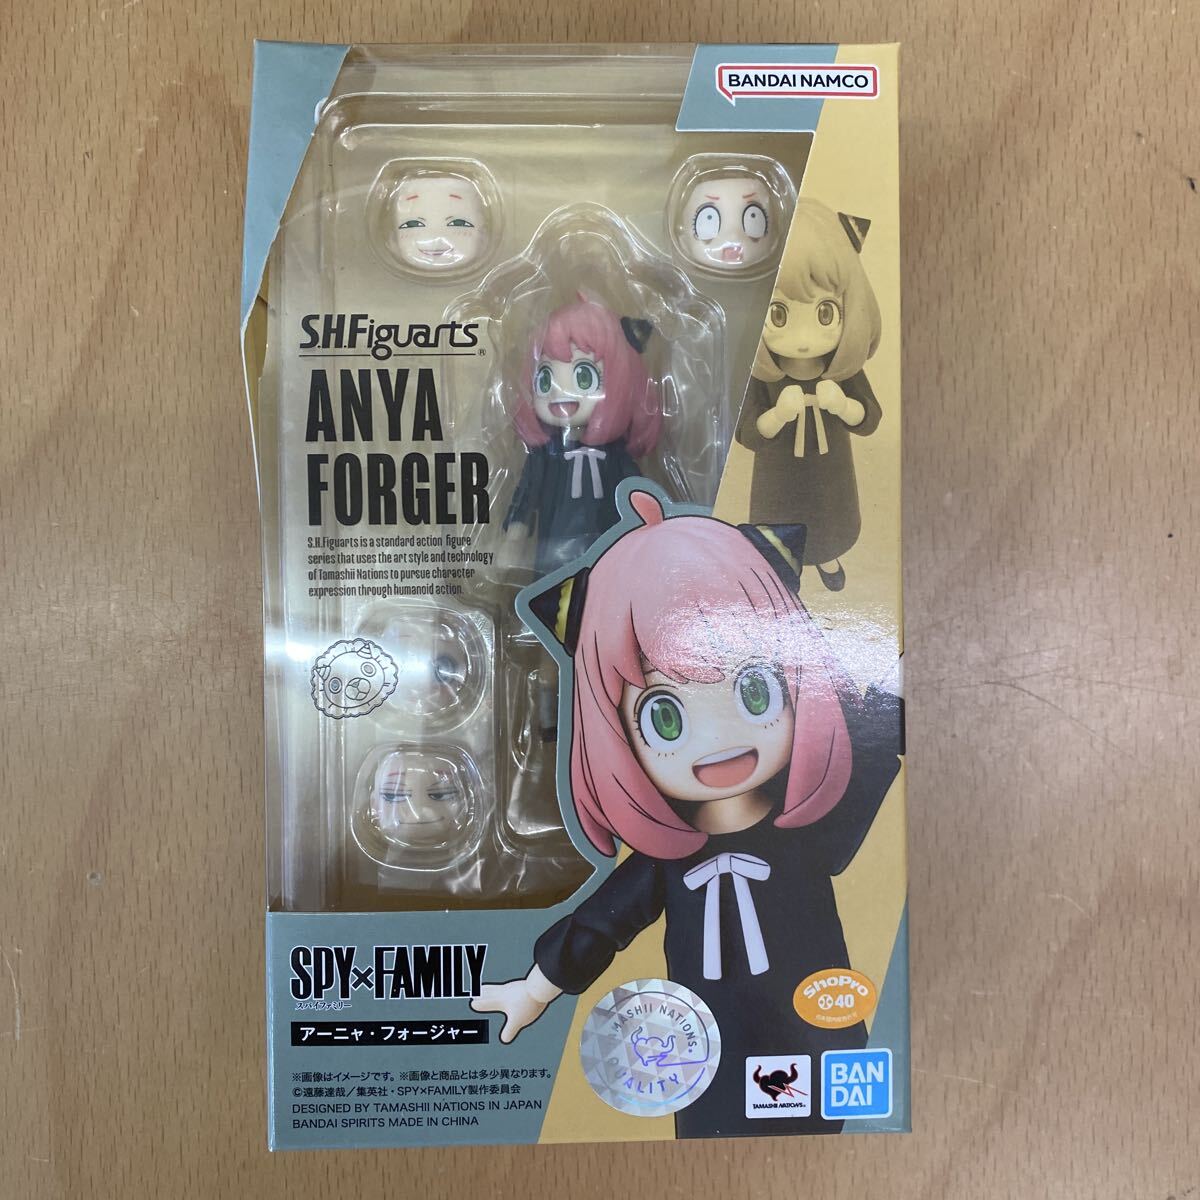 BANDAI NAMCO
S.H.Figuarts®
ANYA
FORGER
S.H.Figuarts is a standard action figure
series that uses the art style and technology
of Tamashii Nations to pursue character
expression through humanoid action.
SPY×FAMILY
スパイファミリー
アーニャ・フォージャー
※画像はイメージです。※画像と商品とは多少異なります。
©遠藤達哉／集英社・SPY×FAMILY製作委員会
DESIGNED BY TAMASHII NATIONS IN JAPAN
BANDAI SPIRITS MADE IN CHINA
TAMASHII NATIONS
QUALITY
ShoPro
40
TAMASHII NATIONS
BAN
DAI